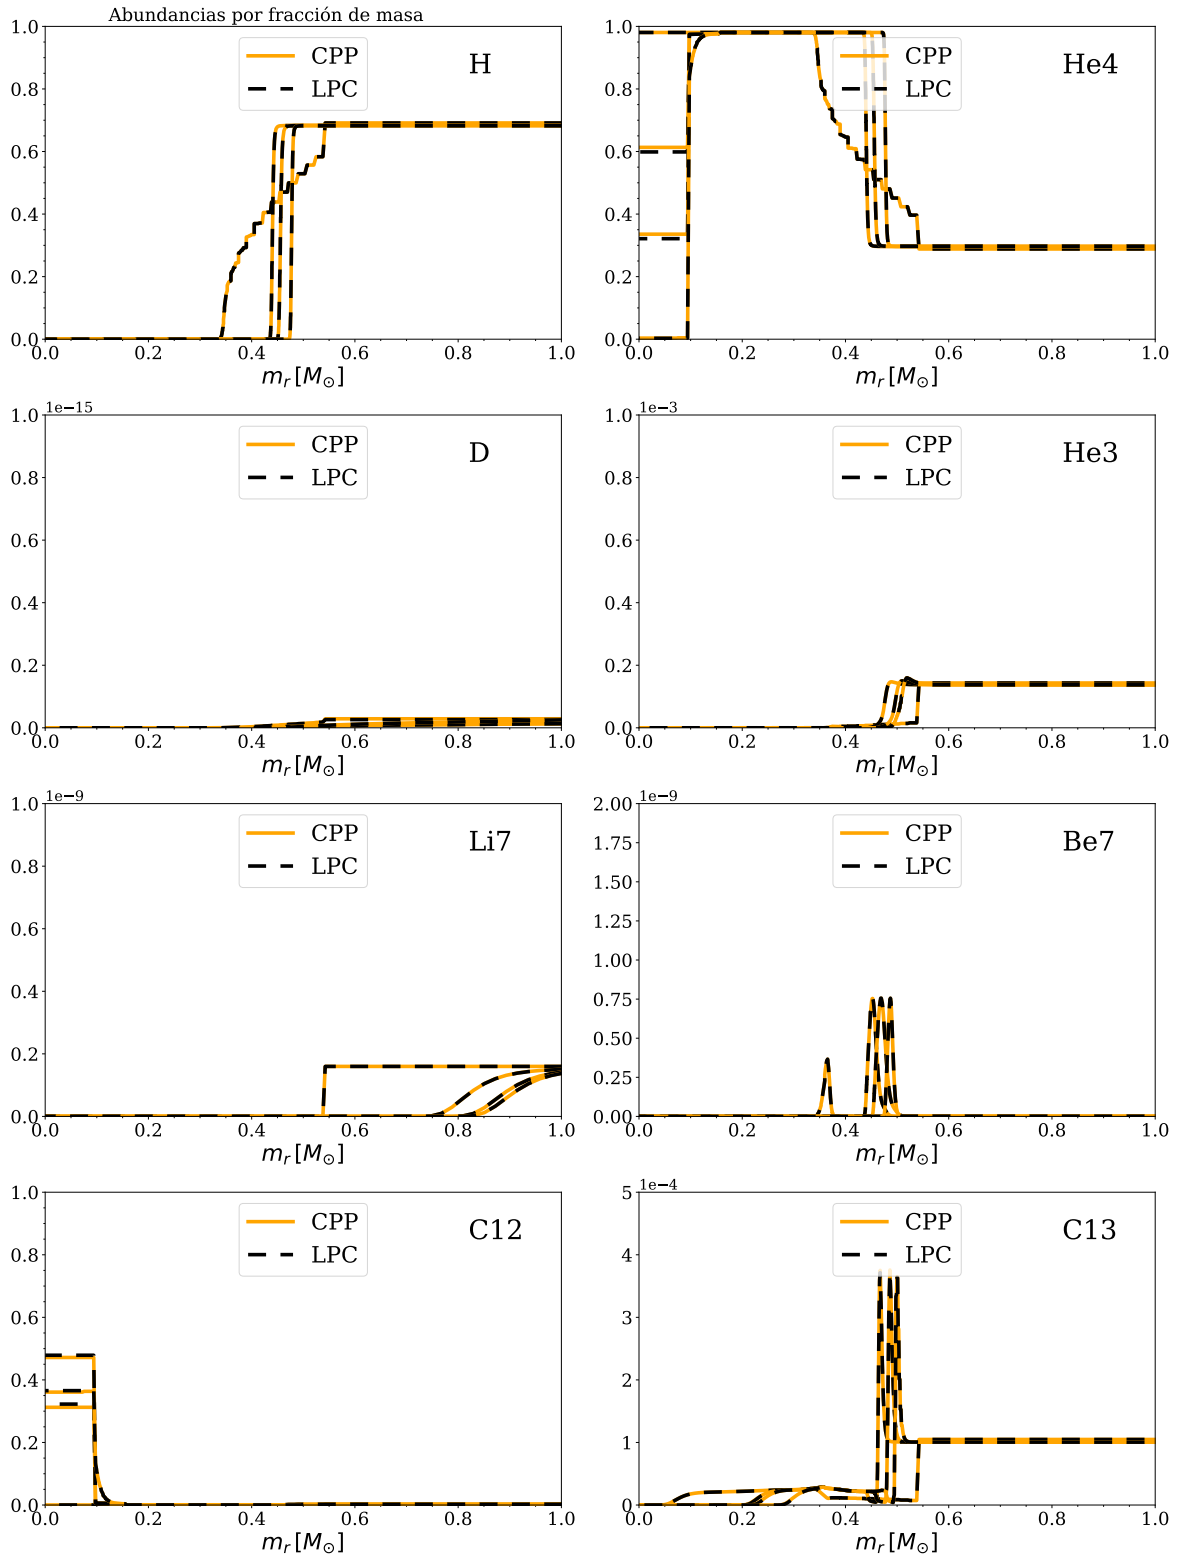 Abundancias por fracción de masa
1.0
0.8
0.6
0.4
0.2
0.0
CPP
LPC
H
0.0 0.2 0.4 0.6 0.8 1.0
m_r [M_⊙]
1.0
0.8
0.6
0.4
0.2
0.0
CPP
LPC
He4
0.0 0.2 0.4 0.6 0.8 1.0
m_r [M_⊙]
1e−15
1.0
0.8
0.6
0.4
0.2
0.0
CPP
LPC
D
0.0 0.2 0.4 0.6 0.8 1.0
m_r [M_⊙]
1e−3
1.0
0.8
0.6
0.4
0.2
0.0
CPP
LPC
He3
0.0 0.2 0.4 0.6 0.8 1.0
m_r [M_⊙]
1e−9
1.0
0.8
0.6
0.4
0.2
0.0
CPP
LPC
Li7
0.0 0.2 0.4 0.6 0.8 1.0
m_r [M_⊙]
1e−9
2.00
1.75
1.50
1.25
1.00
0.75
0.50
0.25
0.00
CPP
LPC
Be7
0.0 0.2 0.4 0.6 0.8 1.0
m_r [M_⊙]
1.0
0.8
0.6
0.4
0.2
0.0
CPP
LPC
C12
0.0 0.2 0.4 0.6 0.8 1.0
m_r [M_⊙]
1e−4
5
4
3
2
1
0
CPP
LPC
C13
0.0 0.2 0.4 0.6 0.8 1.0
m_r [M_⊙]